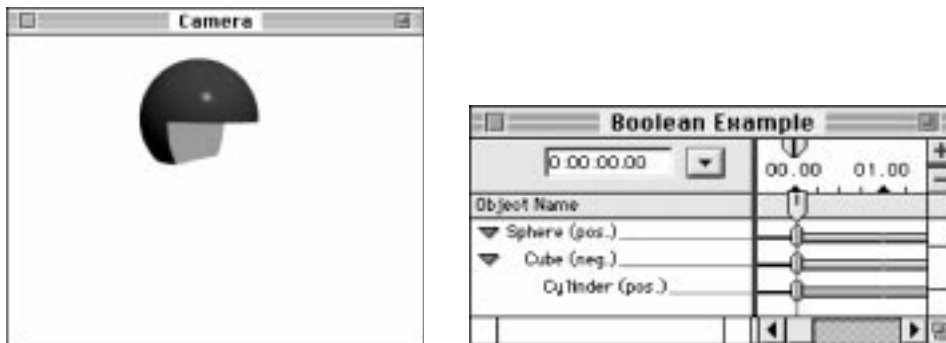 Camera
Boolean Example
0:00:00.00
00.00 01.00
Object Name
Sphere (pos.)
Cube (neg.)
Cylinder (pos.)